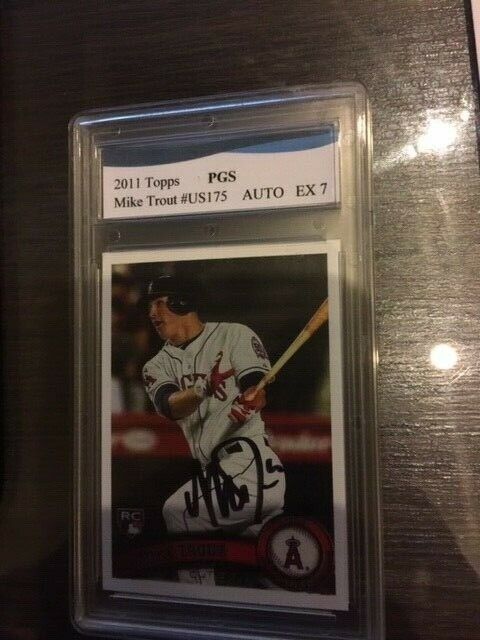 2011 Topps PGS
Mike Trout #US175 AUTO EX 7
RC
A